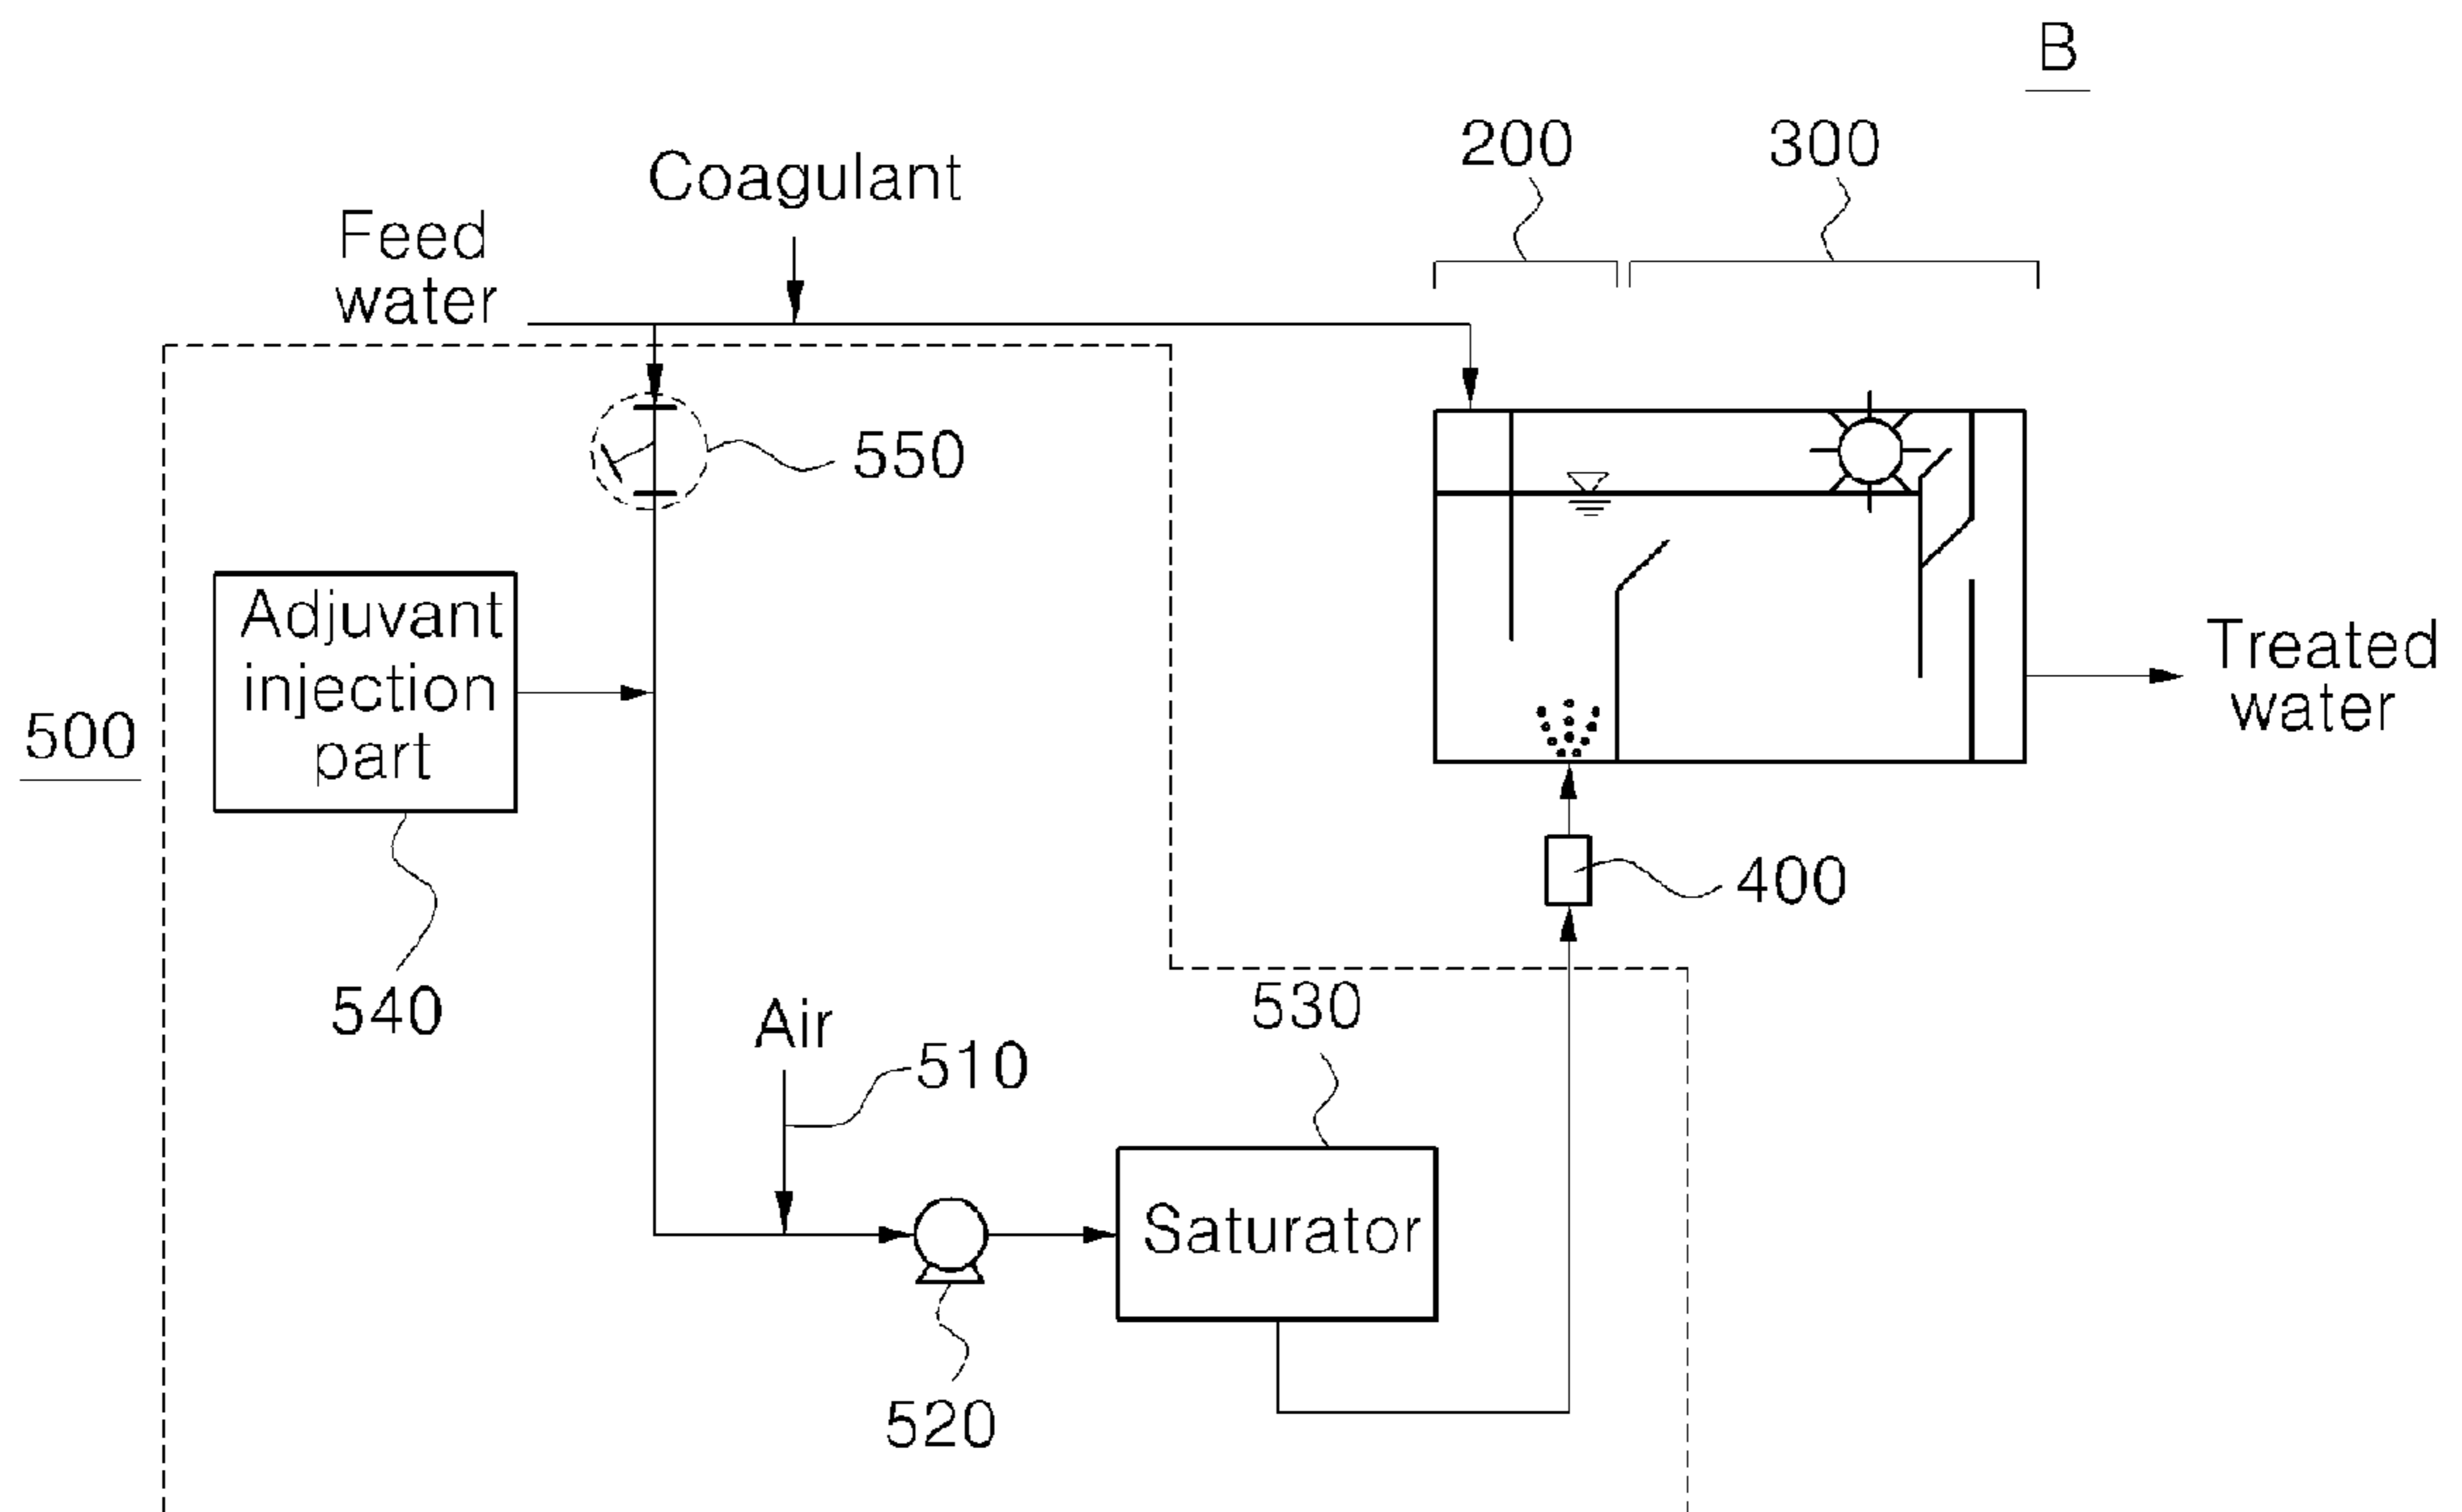 B
200
300
Coagulant
Feed
water
550
Adjuvant
injection
part
500
Treated
water
400
540
530
Air
510
Saturator
520